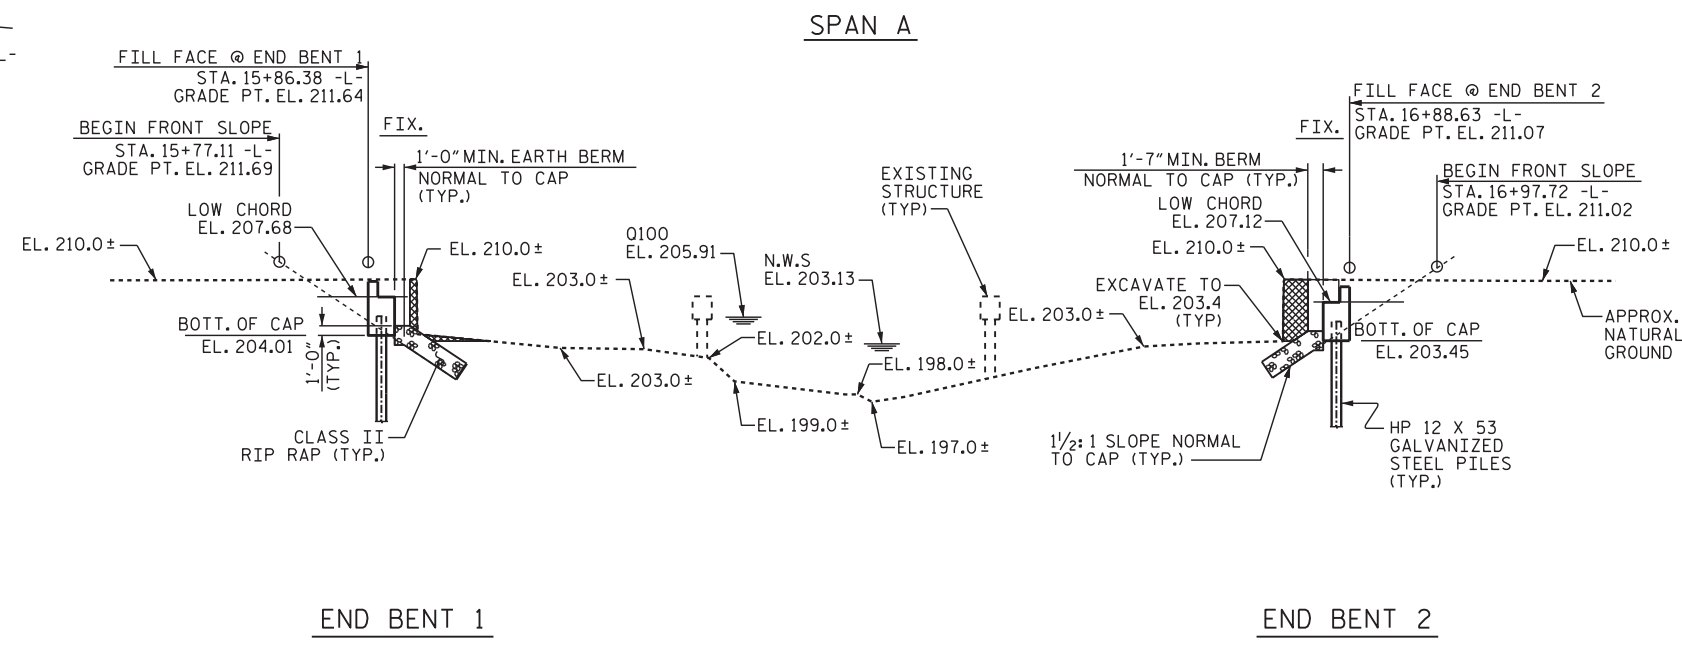 SPAN A
FILL FACE @ END BENT 1
STA. 15+86.38 -L-
GRADE PT. EL. 211.64
BEGIN FRONT SLOPE
STA. 15+77.11 -L-
GRADE PT. EL. 211.69
FIX.
1'-0" MIN. EARTH BERM
NORMAL TO CAP
(TYP.)
LOW CHORD
EL. 207.68
EL. 210.0±
EL. 210.0±
EL. 203.0±
Q100
EL. 205.91
N.W.S
EL. 203.13
EXISTING
STRUCTURE
(TYP)
FILL FACE @ END BENT 2
STA. 16+88.63 -L-
GRADE PT. EL. 211.07
FIX.
1'-7" MIN. BERM
NORMAL TO CAP (TYP.)
BEGIN FRONT SLOPE
STA. 16+97.72 -L-
GRADE PT. EL. 211.02
LOW CHORD
EL. 207.12
EL. 210.0±
EL. 210.0±
EXCAVATE TO
EL. 203.4
(TYP)
EL. 203.0±
BOTT. OF CAP
EL. 204.01
1'-0"
(TYP.)
EL. 202.0±
EL. 198.0±
EL. 203.0±
EL. 199.0±
EL. 197.0±
BOTT. OF CAP
EL. 203.45
APPROX.
NATURAL
GROUND
CLASS II
RIP RAP (TYP.)
1½:1 SLOPE NORMAL
TO CAP (TYP.)
HP 12 X 53
GALVANIZED
STEEL PILES
(TYP.)
END BENT 1
END BENT 2